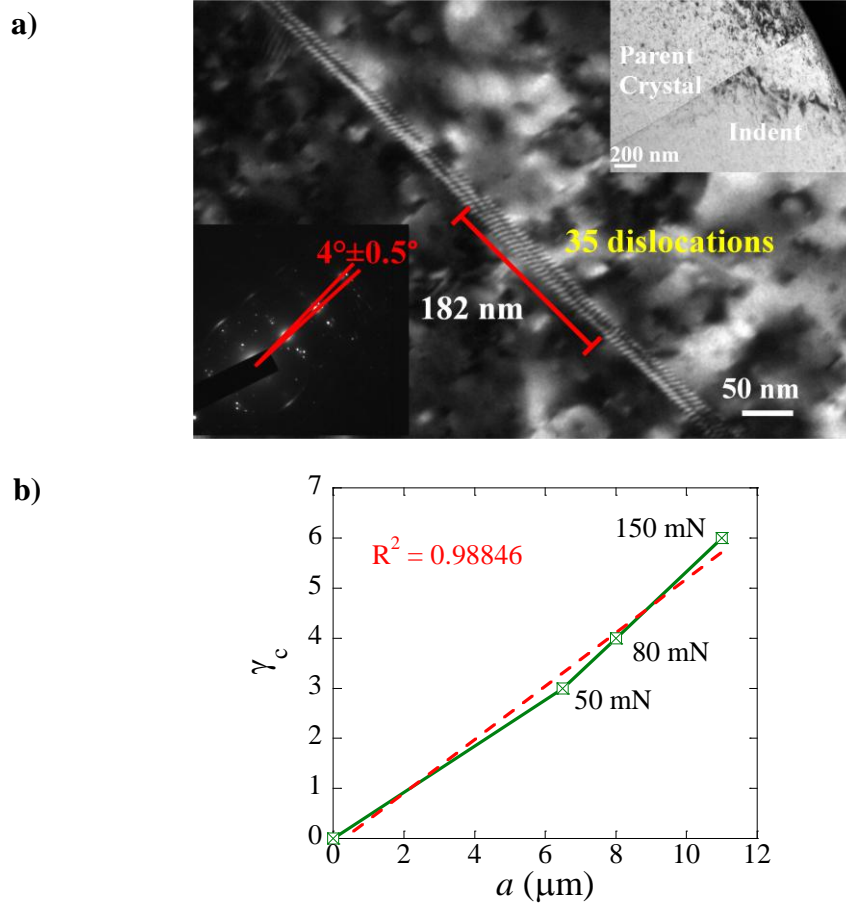 a)
Parent
Crystal
Indent
200 nm
35 dislocations
4°±0.5°
182 nm
50 nm
b)
7
6
5
4
3
2
1
0
γc
R² = 0.98846
150 mN
80 mN
50 mN
0 2 4 6 8 10 12
a (μm)